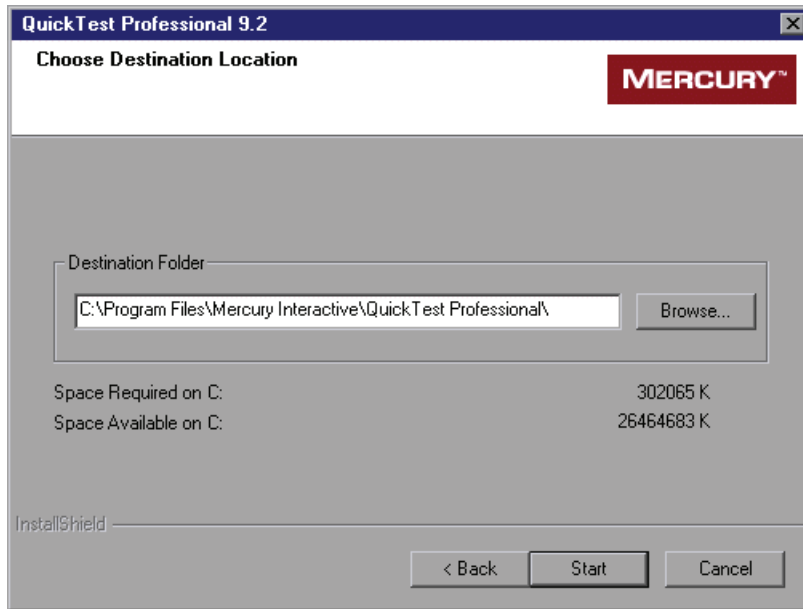 QuickTest Professional 9.2
Choose Destination Location
MERCURY™
Destination Folder
C:\Program Files\Mercury Interactive\QuickTest Professional\
Browse...
Space Required on C: 302065 K
Space Available on C: 26464683 K
InstallShield
< Back Start Cancel